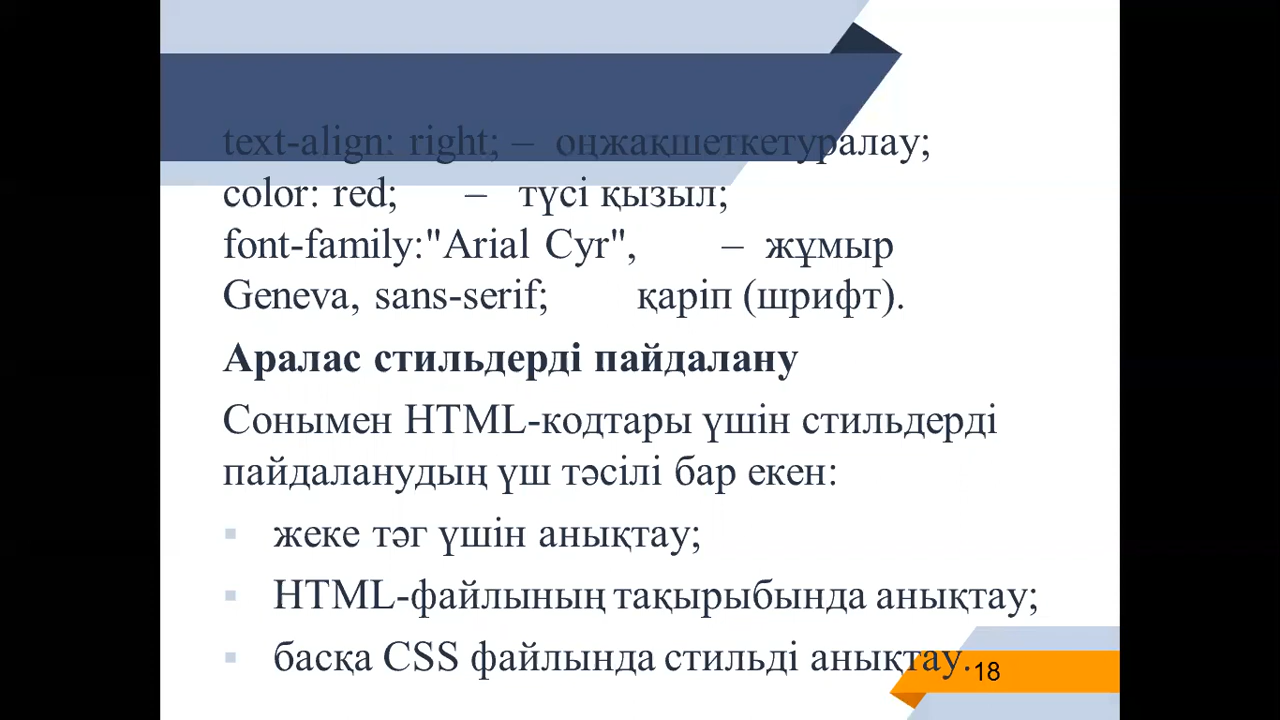 text-align: right; – оңжақшеткетуралау;
color: red; – түсі қызыл;
font-family:"Arial Cyr", – жұмыр
Geneva, sans-serif; қаріп (шрифт).
Аралас стильдерді пайдалану
Сонымен HTML-кодтары үшін стильдерді
пайдаланудың үш тәсілі бар екен:
▪ жеке тәг үшін анықтау;
▪ HTML-файлының тақырыбында анықтау;
▪ басқа CSS файлында стильді анықтау.
18